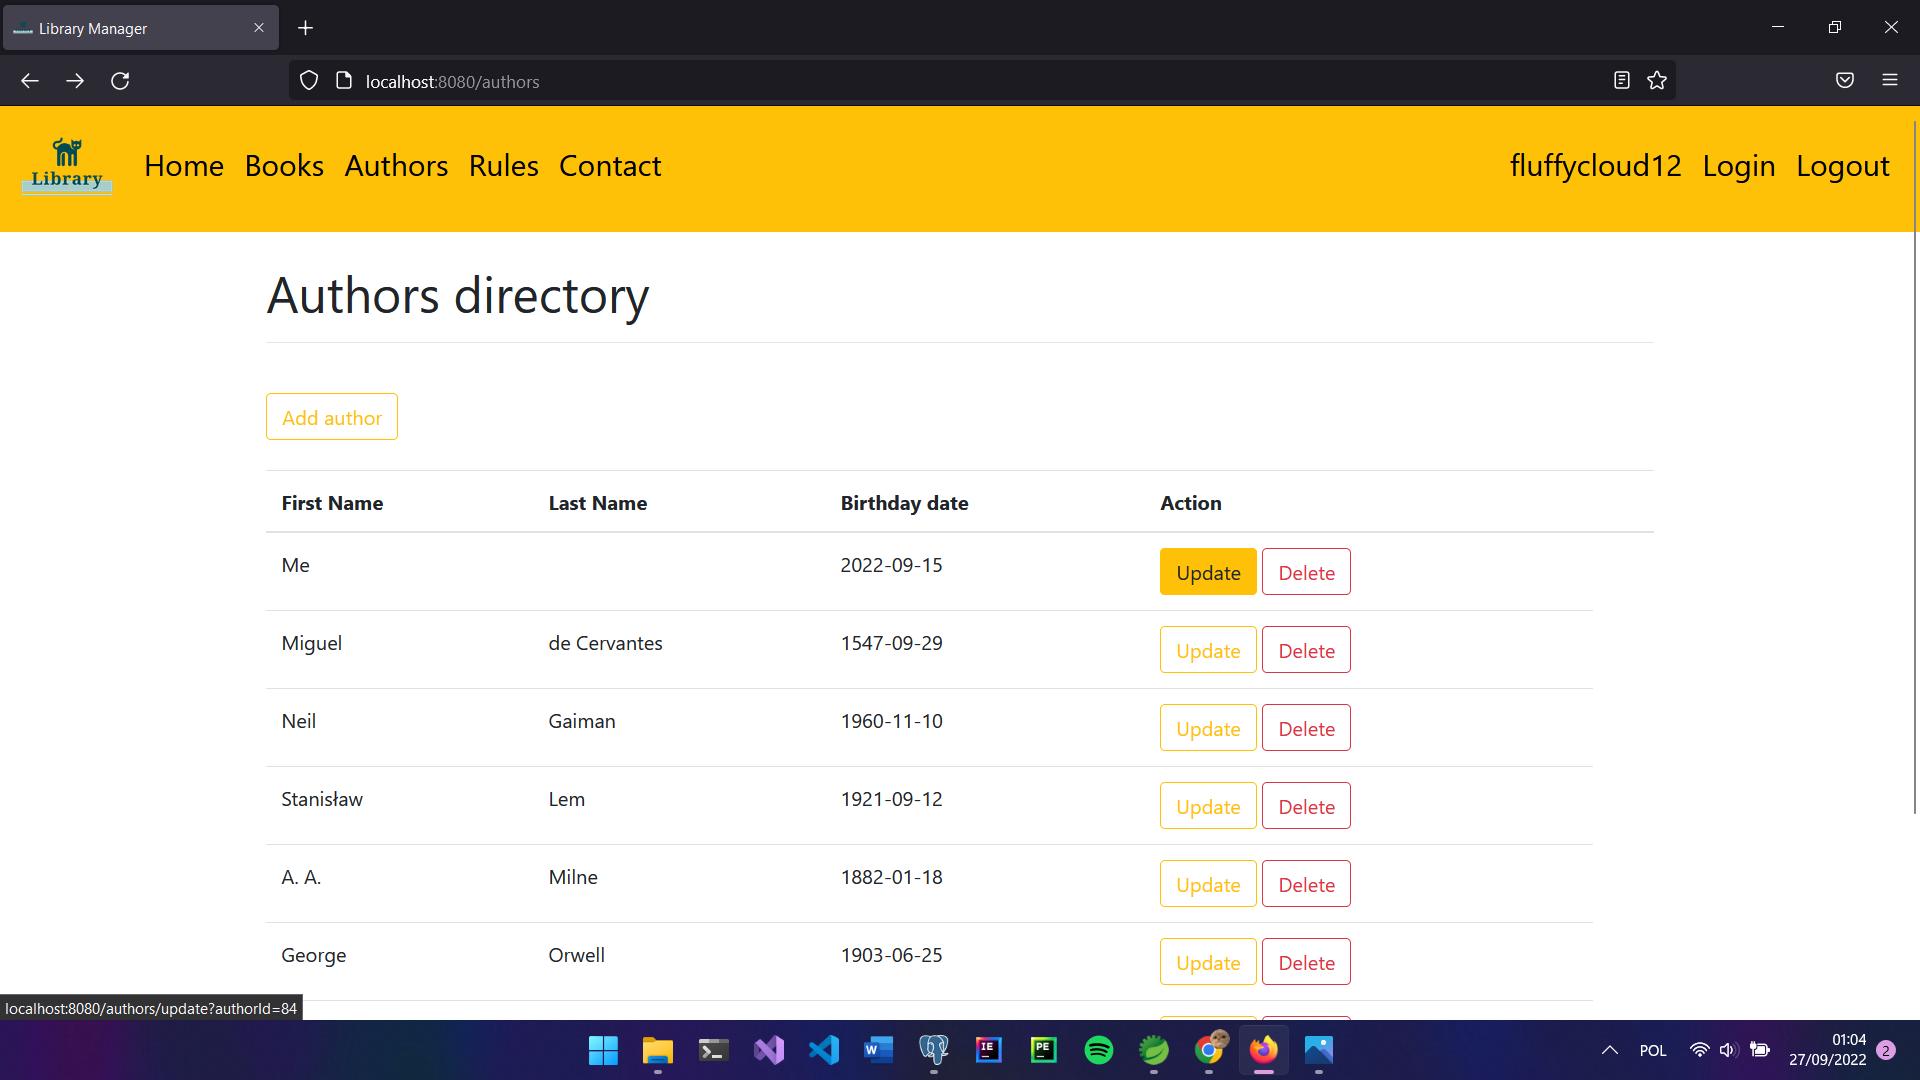 Library Manager
localhost:8080/authors
Library
Home Books Authors Rules Contact fluffycloud12 Login Logout
Authors directory
Add author
First Name Last Name Birthday date Action
Me 2022-09-15 Update Delete
Miguel de Cervantes 1547-09-29 Update Delete
Neil Gaiman 1960-11-10 Update Delete
Stanisław Lem 1921-09-12 Update Delete
A. A. Milne 1882-01-18 Update Delete
George Orwell 1903-06-25 Update Delete
localhost:8080/authors/update?authorId=84
IE PE POL 01:04
27/09/2022 2